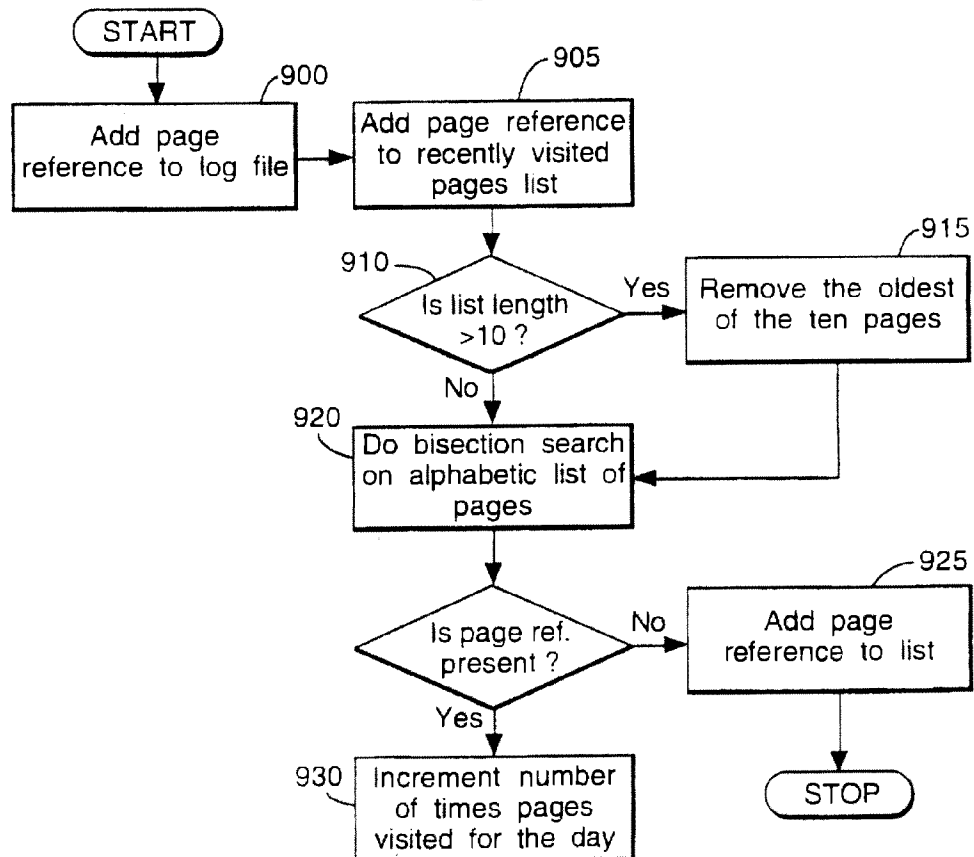 START
900
Add page
reference to log file
905
Add page reference
to recently visited
pages list
910
Is list length
>10 ?
Yes
915
Remove the oldest
of the ten pages
No
920
Do bisection search
on alphabetic list of
pages
Is page ref.
present ?
No
925
Add page
reference to list
Yes
STOP
930
Increment number
of times pages
visited for the day